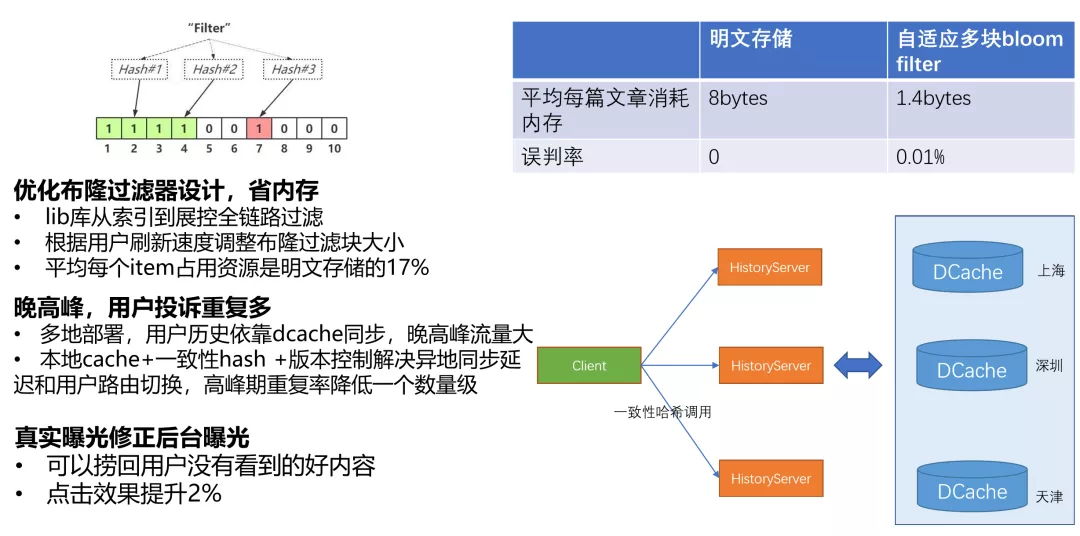 “Filter”
Hash#1 Hash#2 Hash#3
1 1 1 1 0 0 1 0 0 0
1 2 3 4 5 6 7 8 9 10
明文存储 自适应多块bloom
filter
平均每篇文章消耗 8bytes 1.4bytes
内存
误判率 0 0.01%
优化布隆过滤器设计，省内存
• lib库从索引到展控全链路过滤
• 根据用户刷新速度调整布隆过滤块大小
• 平均每个item占用资源是明文存储的17%
晚高峰，用户投诉重复多
• 多地部署，用户历史依靠dcache同步，晚高峰流量大
• 本地cache+一致性hash +版本控制解决异地同步延
迟和用户路由切换，高峰期重复率降低一个数量级
真实曝光修正后台曝光
• 可以捞回用户没有看到的好内容
• 点击效果提升2%
Client
一致性哈希调用
HistoryServer
HistoryServer
HistoryServer
DCache 上海
DCache 深圳
DCache 天津